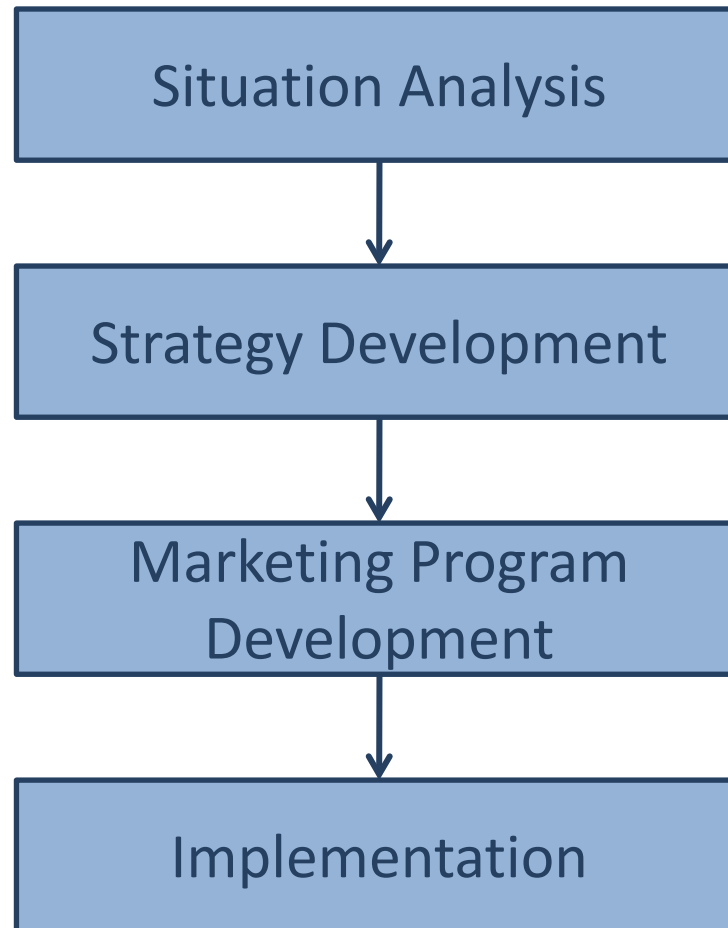 Situation Analysis
Strategy Development
Marketing Program
Development
Implementation